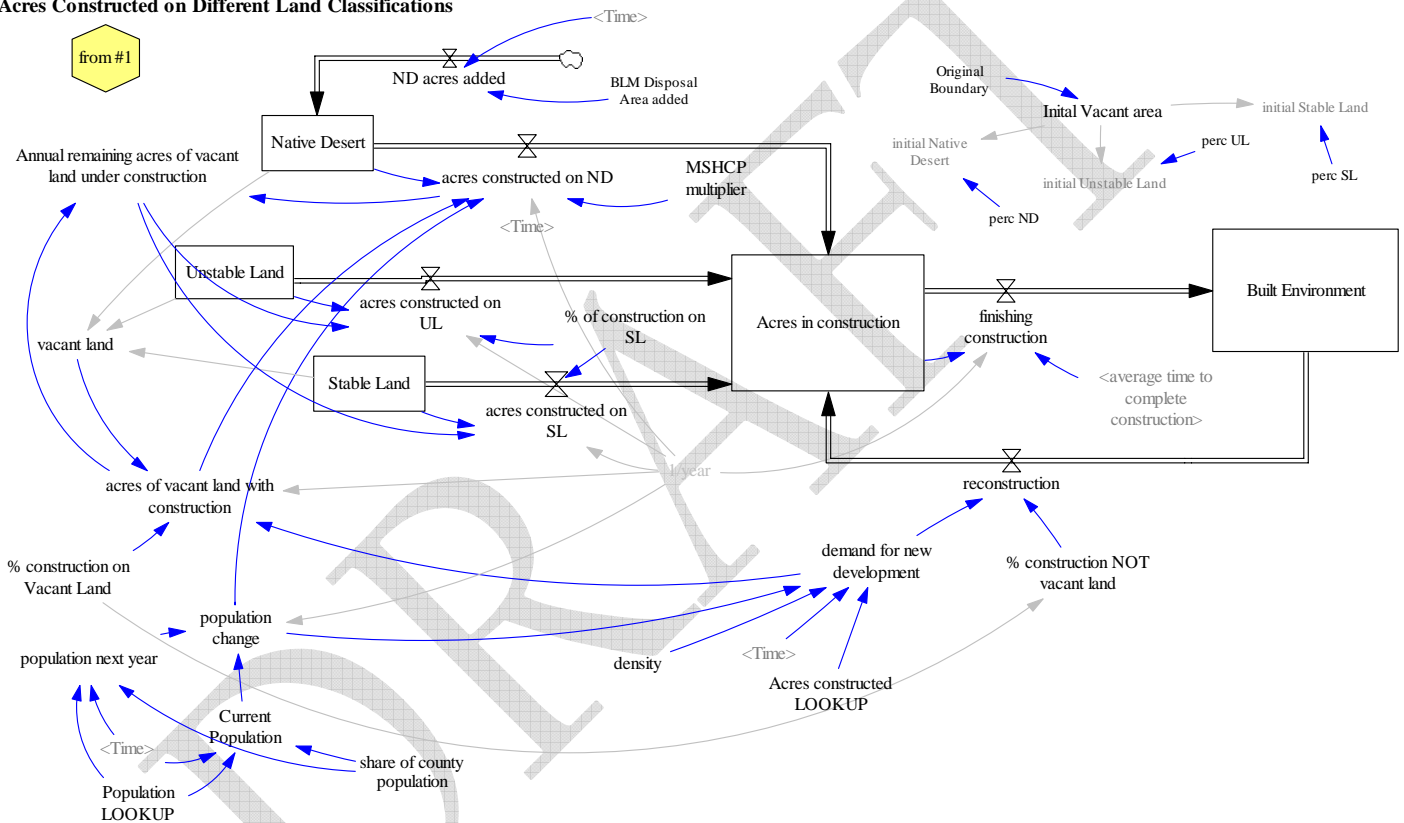 Acres Constructed on Different Land Classifications
from #1
<Time>
ND acres added
BLM Disposal
Area added
Original
Boundary
Inital Vacant area
initial Stable Land
Native Desert
initial Native
Desert
perc UL
Annual remaining acres of vacant
land under construction
acres constructed on ND
MSHCP
multiplier
initial Unstable Land
perc SL
perc ND
<Time>
Unstable Land
acres constructed on
UL
% of construction on
SL
Acres in construction
finishing
construction
Built Environment
vacant land
Stable Land
acres constructed on
SL
<average time to
complete
construction>
1 year
acres of vacant land with
construction
reconstruction
% construction on
Vacant Land
demand for new
development
% construction NOT
vacant land
population
change
population next year
density
<Time>
Acres constructed
LOOKUP
Current
Population
<Time>
share of county
population
Population
LOOKUP
DRAFT